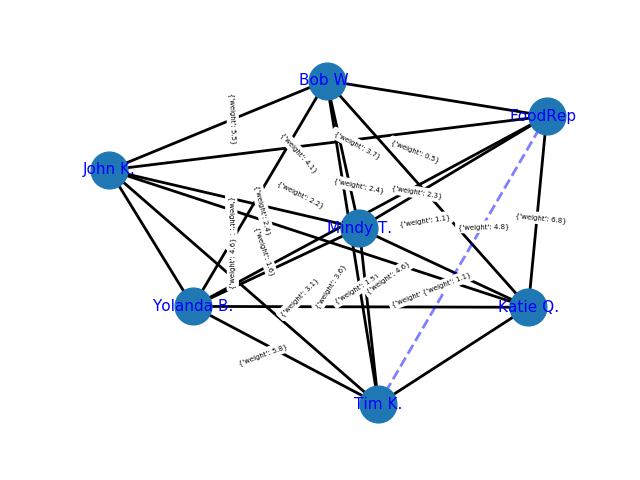 Bob W.
FoodRep
{'weight': 5.5}
{'weight': 4.1}
{'weight': 3.7}
{'weight': 0.5}
John K.
{'weight': 2.2}
{'weight': 2.4}
{'weight': 2.3}
{'weight': 2.4}
{'weight': 1.1}
{'weight': 6.8}
Mindy T.
{'weight': 4.8}
{'weight':
{'weight': 4.6}
{'weight': 1.6}
{'weight': 3.1}
{'weight': 3.6}
{'weight': 1.5}
{'weight': 4.6}
{'weight':
{'weight': 1.1}
Yolanda B.
Katie Q.
{'weight': 5.8}
Tim K.